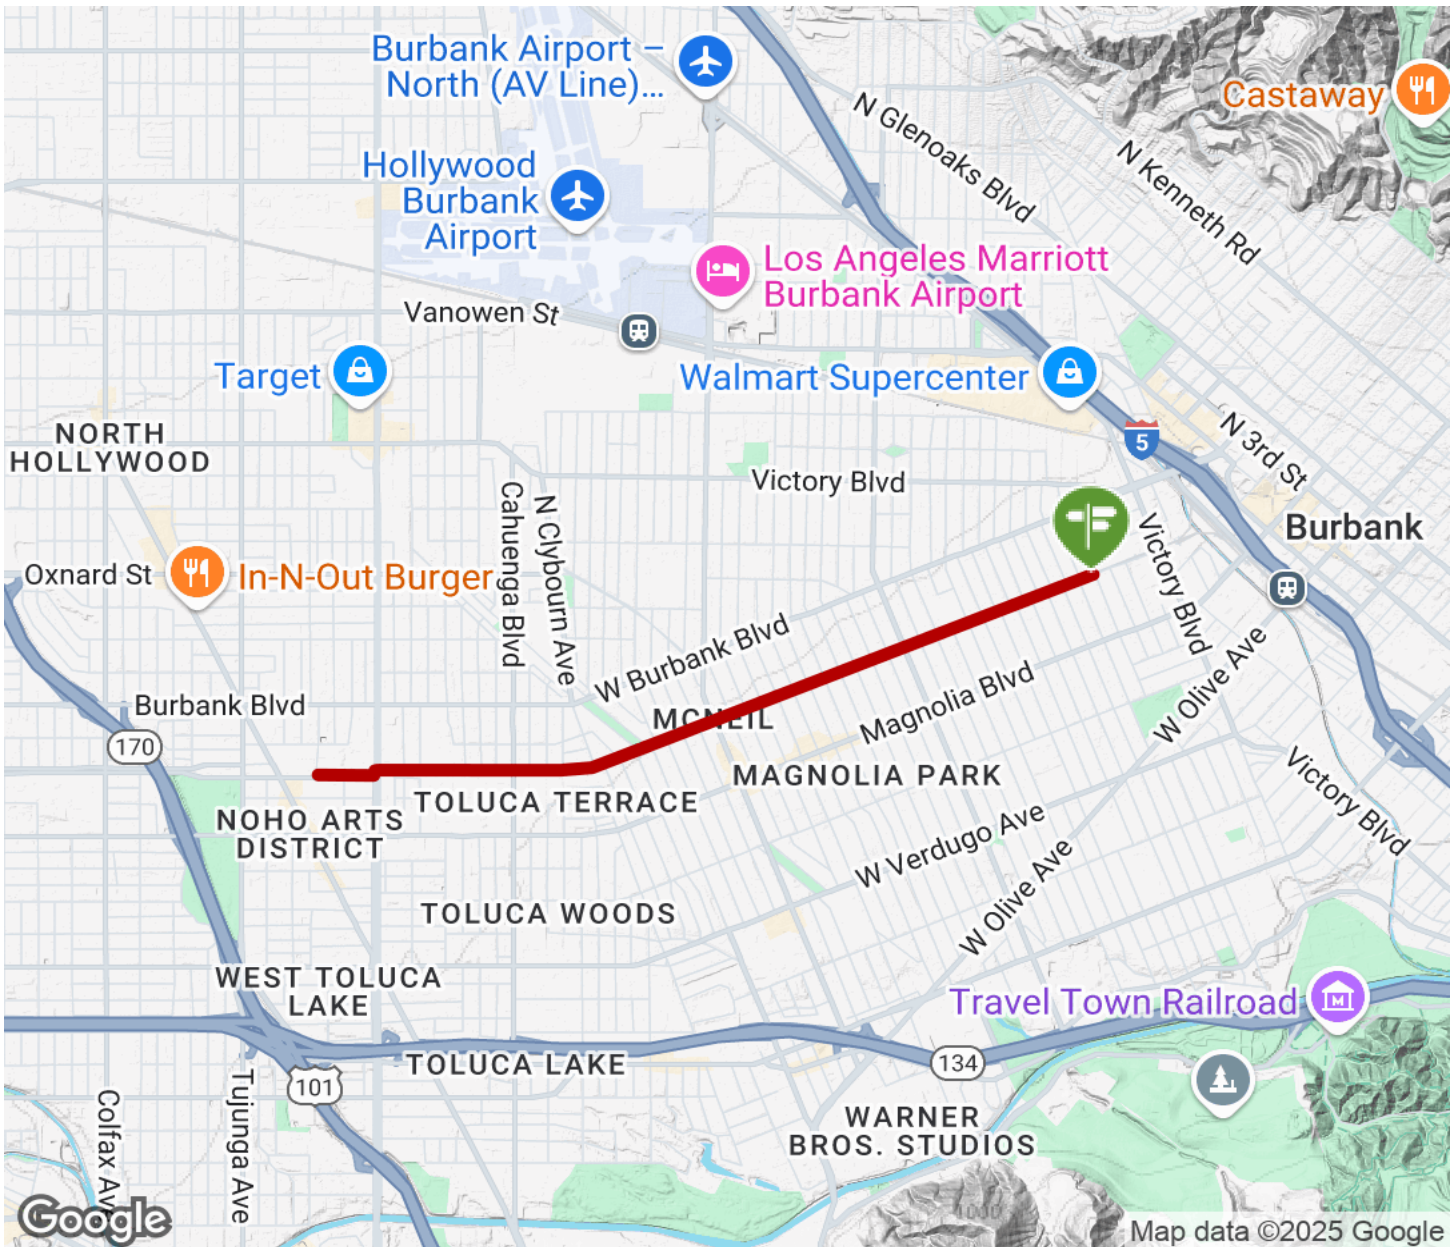 Burbank Airport –
North (AV Line)...
Castaway
N Glenoaks Blvd
N Kenneth Rd
Hollywood
Burbank
Airport
Los Angeles Marriott
Burbank Airport
Vanowen St
Target
Walmart Supercenter
NORTH
HOLLYWOOD
5
N 3rd St
Victory Blvd
Cahuenga Blvd
N Clybourn Ave
Burbank
Victory Blvd
Oxnard St
In-N-Out Burger
W Burbank Blvd
W Olive Ave
Burbank Blvd
MCNEIL
Magnolia Blvd
170
MAGNOLIA PARK
Victory Blvd
TOLUCA TERRACE
NOHO ARTS
DISTRICT
W Verdugo Ave
W Olive Ave
TOLUCA WOODS
WEST TOLUCA
LAKE
Travel Town Railroad
M
TOLUCA LAKE
134
101
Colfax Ave
Tujunga Ave
WARNER
BROS. STUDIOS
1000
Google
Map data ©2025 Google